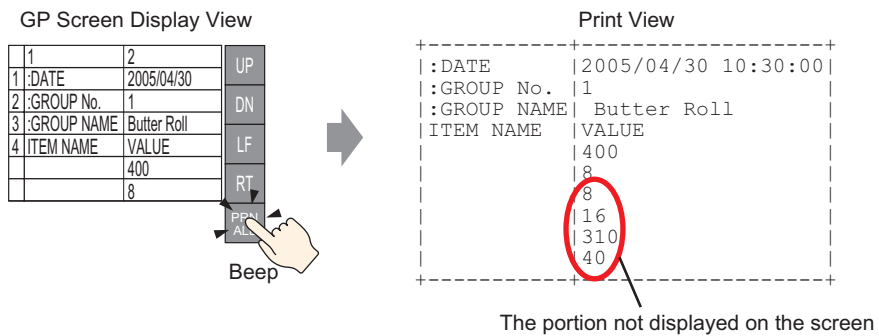 GP Screen Display View
1 2
1 :DATE 2005/04/30
2 :GROUP No. 1
3 :GROUP NAME Butter Roll
4 ITEM NAME VALUE
400
8
UP
DN
LF
RT
PRN
ALL
Beep
Print View
+-----------+-------------------+
|:DATE |2005/04/30 10:30:00|
|:GROUP No. |1 |
|:GROUP NAME| Butter Roll |
|ITEM NAME |VALUE |
| |400 |
| |8 |
| |8 |
| |16 |
| |310 |
| |40 |
+-----------+-------------------+
The portion not displayed on the screen